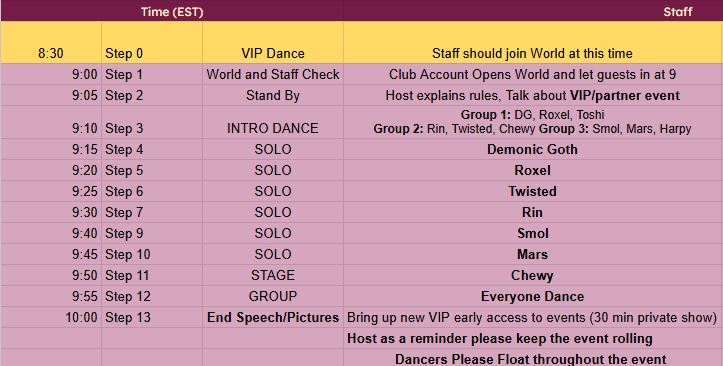 Time (EST) Staff
8:30 Step 0 VIP Dance Staff should join World at this time
9:00 Step 1 World and Staff Check Club Account Opens World and let guests in at 9
9:05 Step 2 Stand By Host explains rules, Talk about VIP/partner event
Group 1: DG, Roxel, Toshi
9:10 Step 3 INTRO DANCE Group 2: Rin, Twisted, Chewy Group 3: Smol, Mars, Harpy
9:15 Step 4 SOLO Demonic Goth
9:20 Step 5 SOLO Roxel
9:25 Step 6 SOLO Twisted
9:30 Step 7 SOLO Rin
9:40 Step 9 SOLO Smol
9:45 Step 10 SOLO Mars
9:50 Step 11 STAGE Chewy
9:55 Step 12 GROUP Everyone Dance
10:00 Step 13 End Speech/Pictures Bring up new VIP early access to events (30 min private show)
Host as a reminder please keep the event rolling
Dancers Please Float throughout the event